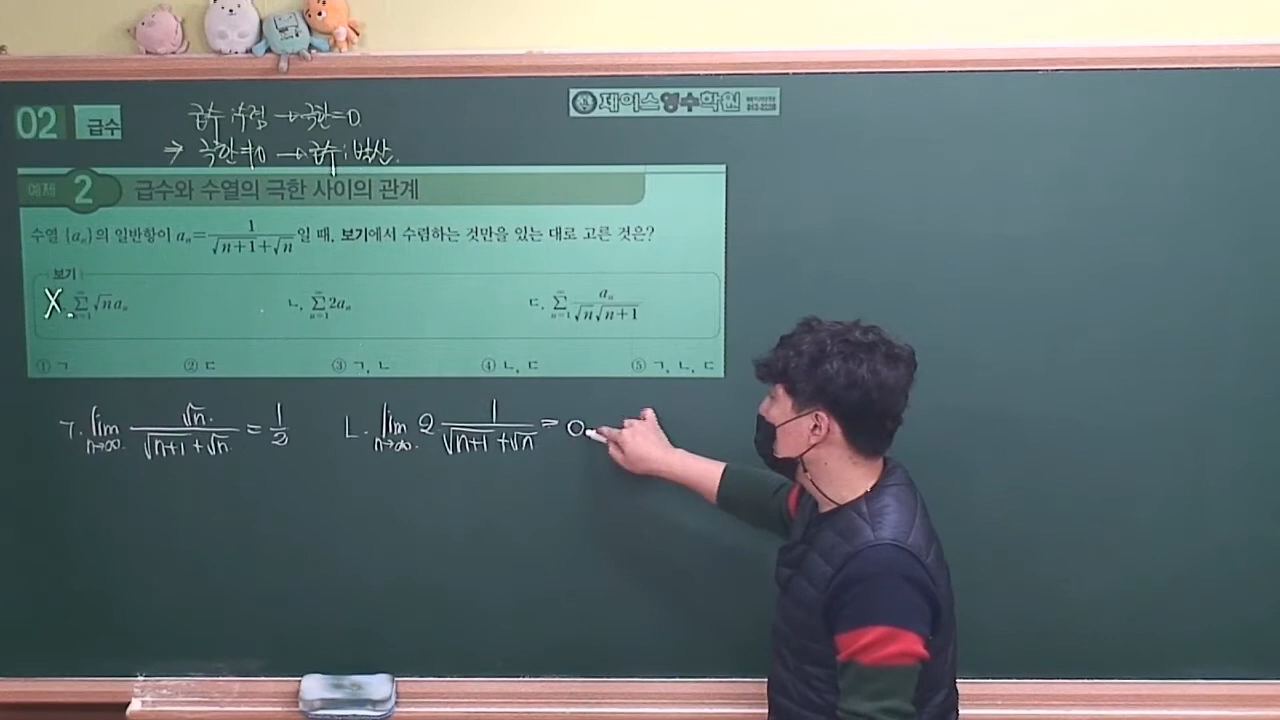 제이스영수학원
02 급수
급수 : 수렴 → 극한 = 0
⇒ 극한 ≠ 0 → 급수 : 발산.
예제 2 급수와 수열의 극한 사이의 관계
수열 {aₙ}의 일반항이 aₙ = 1/(√(n+1)+√n) 일 때, 보기에서 수렴하는 것만을 있는 대로 고른 것은?
보기
X. ∑ₙ₌₁^∞ √n aₙ ㄴ. ∑ₙ₌₁^∞ 2aₙ ㄷ. ∑ₙ₌₁^∞ aₙ/(√n√(n+1))
① ㄱ ② ㄷ ③ ㄱ, ㄴ ④ ㄴ, ㄷ ⑤ ㄱ, ㄴ, ㄷ
ㄱ. lim n→∞ √n/(√(n+1)+√n) = 1/2 ㄴ. lim n→∞ 2 1/(√(n+1)+√n) = 0